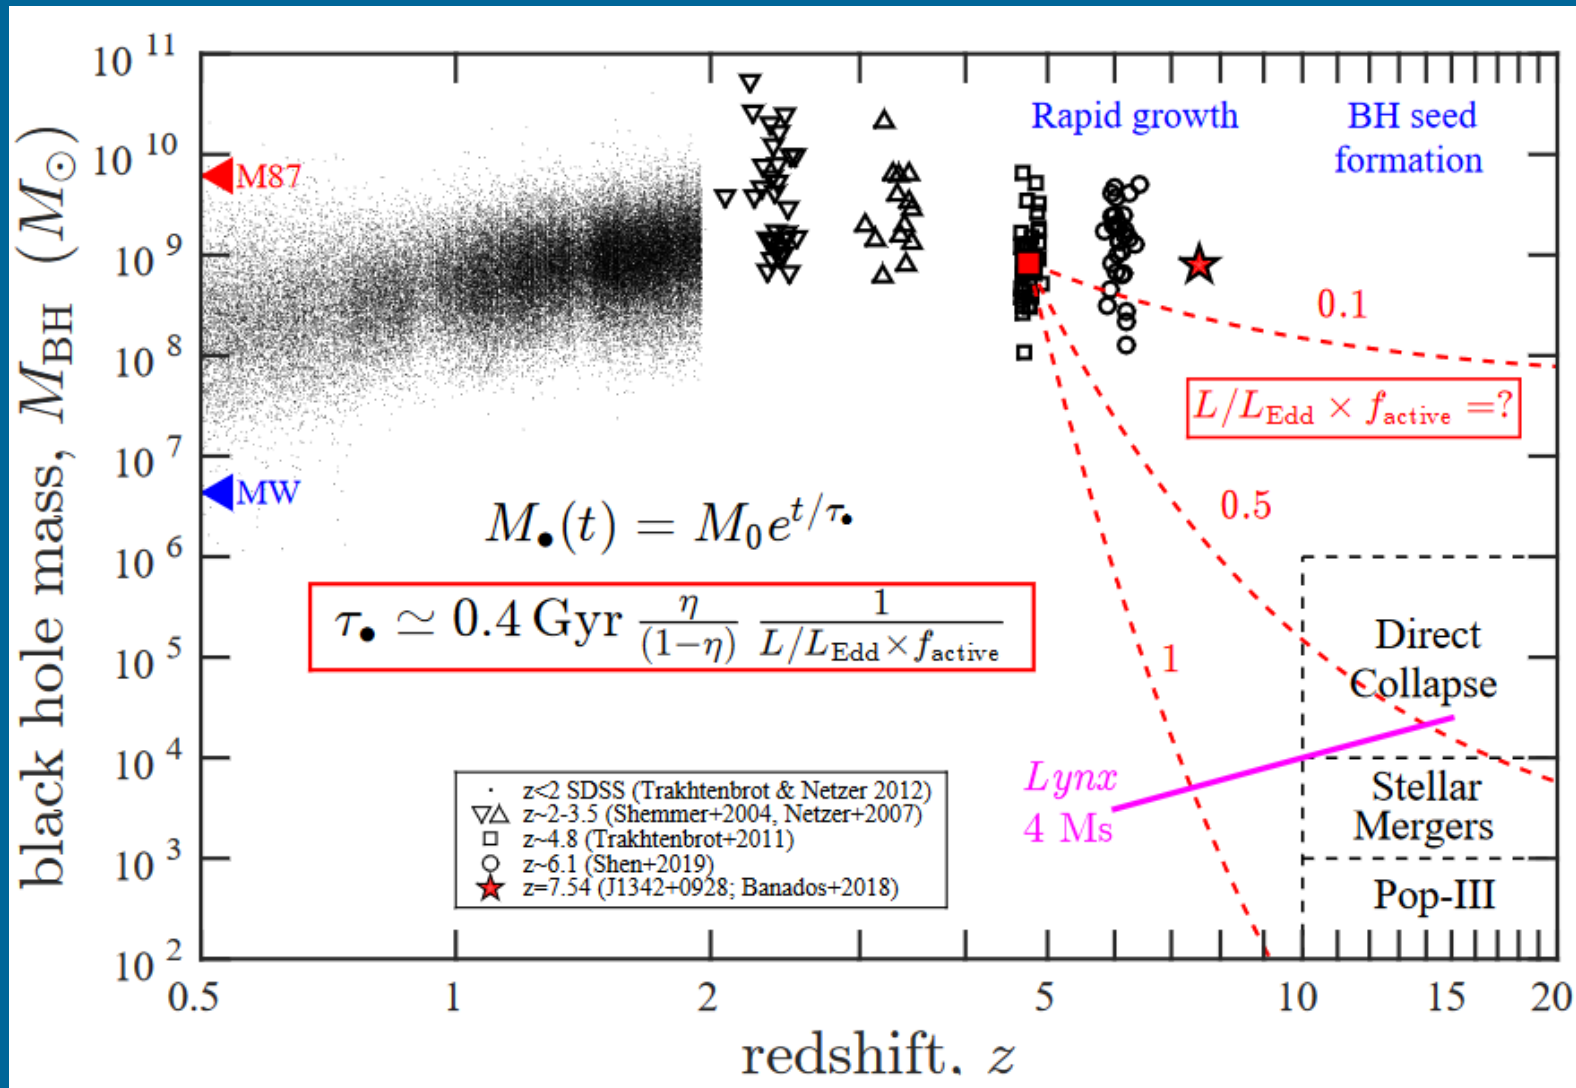 black hole mass, M_BH (M_⊙)
10^11
10^10
10^9
10^8
10^7
10^6
10^5
10^4
10^3
10^2
M87
MW
Rapid growth
BH seed
formation
0.1
L/L_Edd × f_active =?
0.5
1
M_•(t) = M_0 e^{t/τ_•}
τ_• ≃ 0.4 Gyr η/(1−η) 1/(L/L_Edd×f_active)
Direct
Collapse
Lynx
4 Ms
Stellar
Mergers
Pop-III
z<2 SDSS (Trakhtenbrot & Netzer 2012)
z~2-3.5 (Shemmer+2004, Netzer+2007)
z~4.8 (Trakhtenbrot+2011)
z~6.1 (Shen+2019)
z=7.54 (J1342+0928; Banados+2018)
0.5 1 2 5 10 15 20
redshift, z